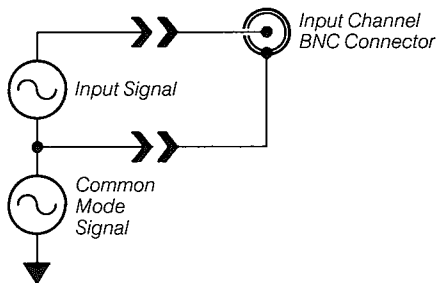 Input Channel
BNC Connector
Input Signal
Common
Mode
Signal